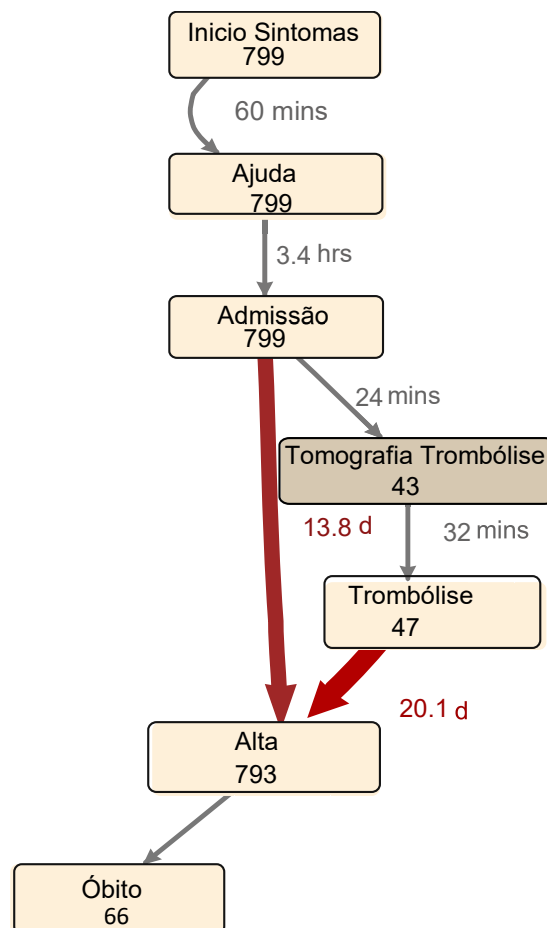 Inicio Sintomas
799
60 mins
Ajuda
799
3.4 hrs
Admissão
799
24 mins
Tomografia Trombólise
43
13.8 d
32 mins
Trombólise
47
20.1 d
Alta
793
Óbito
66